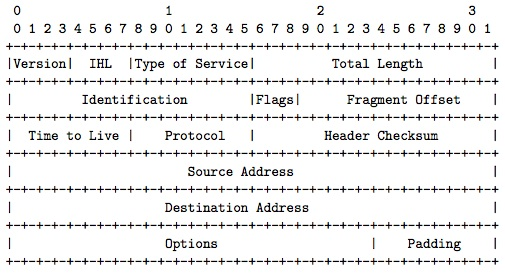 0                   1                   2                   3
0 1 2 3 4 5 6 7 8 9 0 1 2 3 4 5 6 7 8 9 0 1 2 3 4 5 6 7 8 9 0 1
+-+-+-+-+-+-+-+-+-+-+-+-+-+-+-+-+-+-+-+-+-+-+-+-+-+-+-+-+-+-+-+-+
|Version|  IHL  |Type of Service|          Total Length         |
+-+-+-+-+-+-+-+-+-+-+-+-+-+-+-+-+-+-+-+-+-+-+-+-+-+-+-+-+-+-+-+-+
|         Identification        |Flags|      Fragment Offset    |
+-+-+-+-+-+-+-+-+-+-+-+-+-+-+-+-+-+-+-+-+-+-+-+-+-+-+-+-+-+-+-+-+
|  Time to Live |    Protocol   |         Header Checksum       |
+-+-+-+-+-+-+-+-+-+-+-+-+-+-+-+-+-+-+-+-+-+-+-+-+-+-+-+-+-+-+-+-+
|                       Source Address                          |
+-+-+-+-+-+-+-+-+-+-+-+-+-+-+-+-+-+-+-+-+-+-+-+-+-+-+-+-+-+-+-+-+
|                    Destination Address                        |
+-+-+-+-+-+-+-+-+-+-+-+-+-+-+-+-+-+-+-+-+-+-+-+-+-+-+-+-+-+-+-+-+
|                    Options                    |    Padding    |
+-+-+-+-+-+-+-+-+-+-+-+-+-+-+-+-+-+-+-+-+-+-+-+-+-+-+-+-+-+-+-+-+